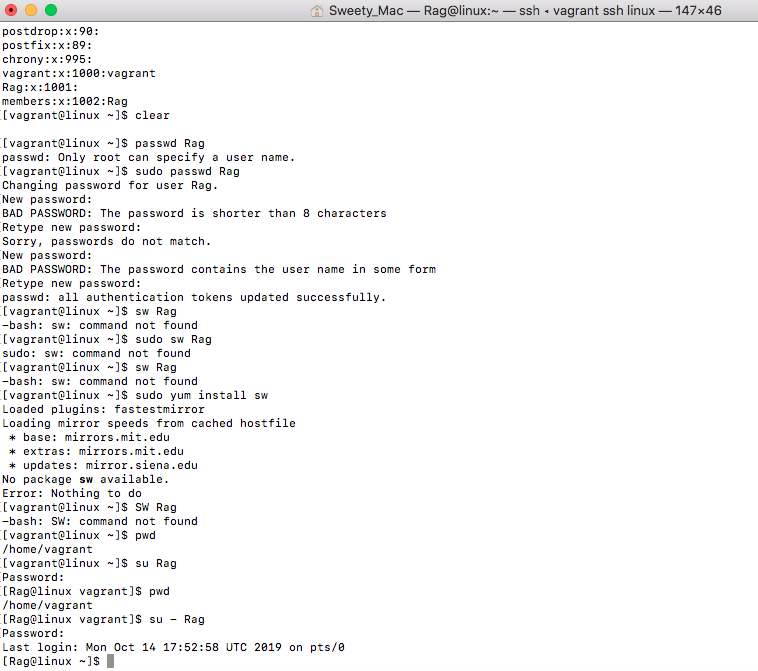 Sweety_Mac — Rag@linux:~ — ssh ◂ vagrant ssh linux — 147×46
postdrop:x:90:
postfix:x:89:
chrony:x:995:
vagrant:x:1000:vagrant
Rag:x:1001:
members:x:1002:Rag
[[vagrant@linux ~]$ clear
[[vagrant@linux ~]$ passwd Rag
passwd: Only root can specify a user name.
[[vagrant@linux ~]$ sudo passwd Rag
Changing password for user Rag.
[New password:
BAD PASSWORD: The password is shorter than 8 characters
[Retype new password:
Sorry, passwords do not match.
[New password:
BAD PASSWORD: The password contains the user name in some form
[Retype new password:
passwd: all authentication tokens updated successfully.
[[vagrant@linux ~]$ sw Rag
-bash: sw: command not found
[[vagrant@linux ~]$ sudo sw Rag
sudo: sw: command not found
[[vagrant@linux ~]$ sw Rag
-bash: sw: command not found
[[vagrant@linux ~]$ sudo yum install sw
Loaded plugins: fastestmirror
Loading mirror speeds from cached hostfile
 * base: mirrors.mit.edu
 * extras: mirrors.mit.edu
 * updates: mirror.siena.edu
No package sw available.
Error: Nothing to do
[[vagrant@linux ~]$ SW Rag
-bash: SW: command not found
[[vagrant@linux ~]$ pwd
/home/vagrant
[[vagrant@linux ~]$ su Rag
[Password:
[[Rag@linux vagrant]$ pwd
/home/vagrant
[[Rag@linux vagrant]$ su - Rag
[Password:
Last login: Mon Oct 14 17:52:58 UTC 2019 on pts/0
[Rag@linux ~]$